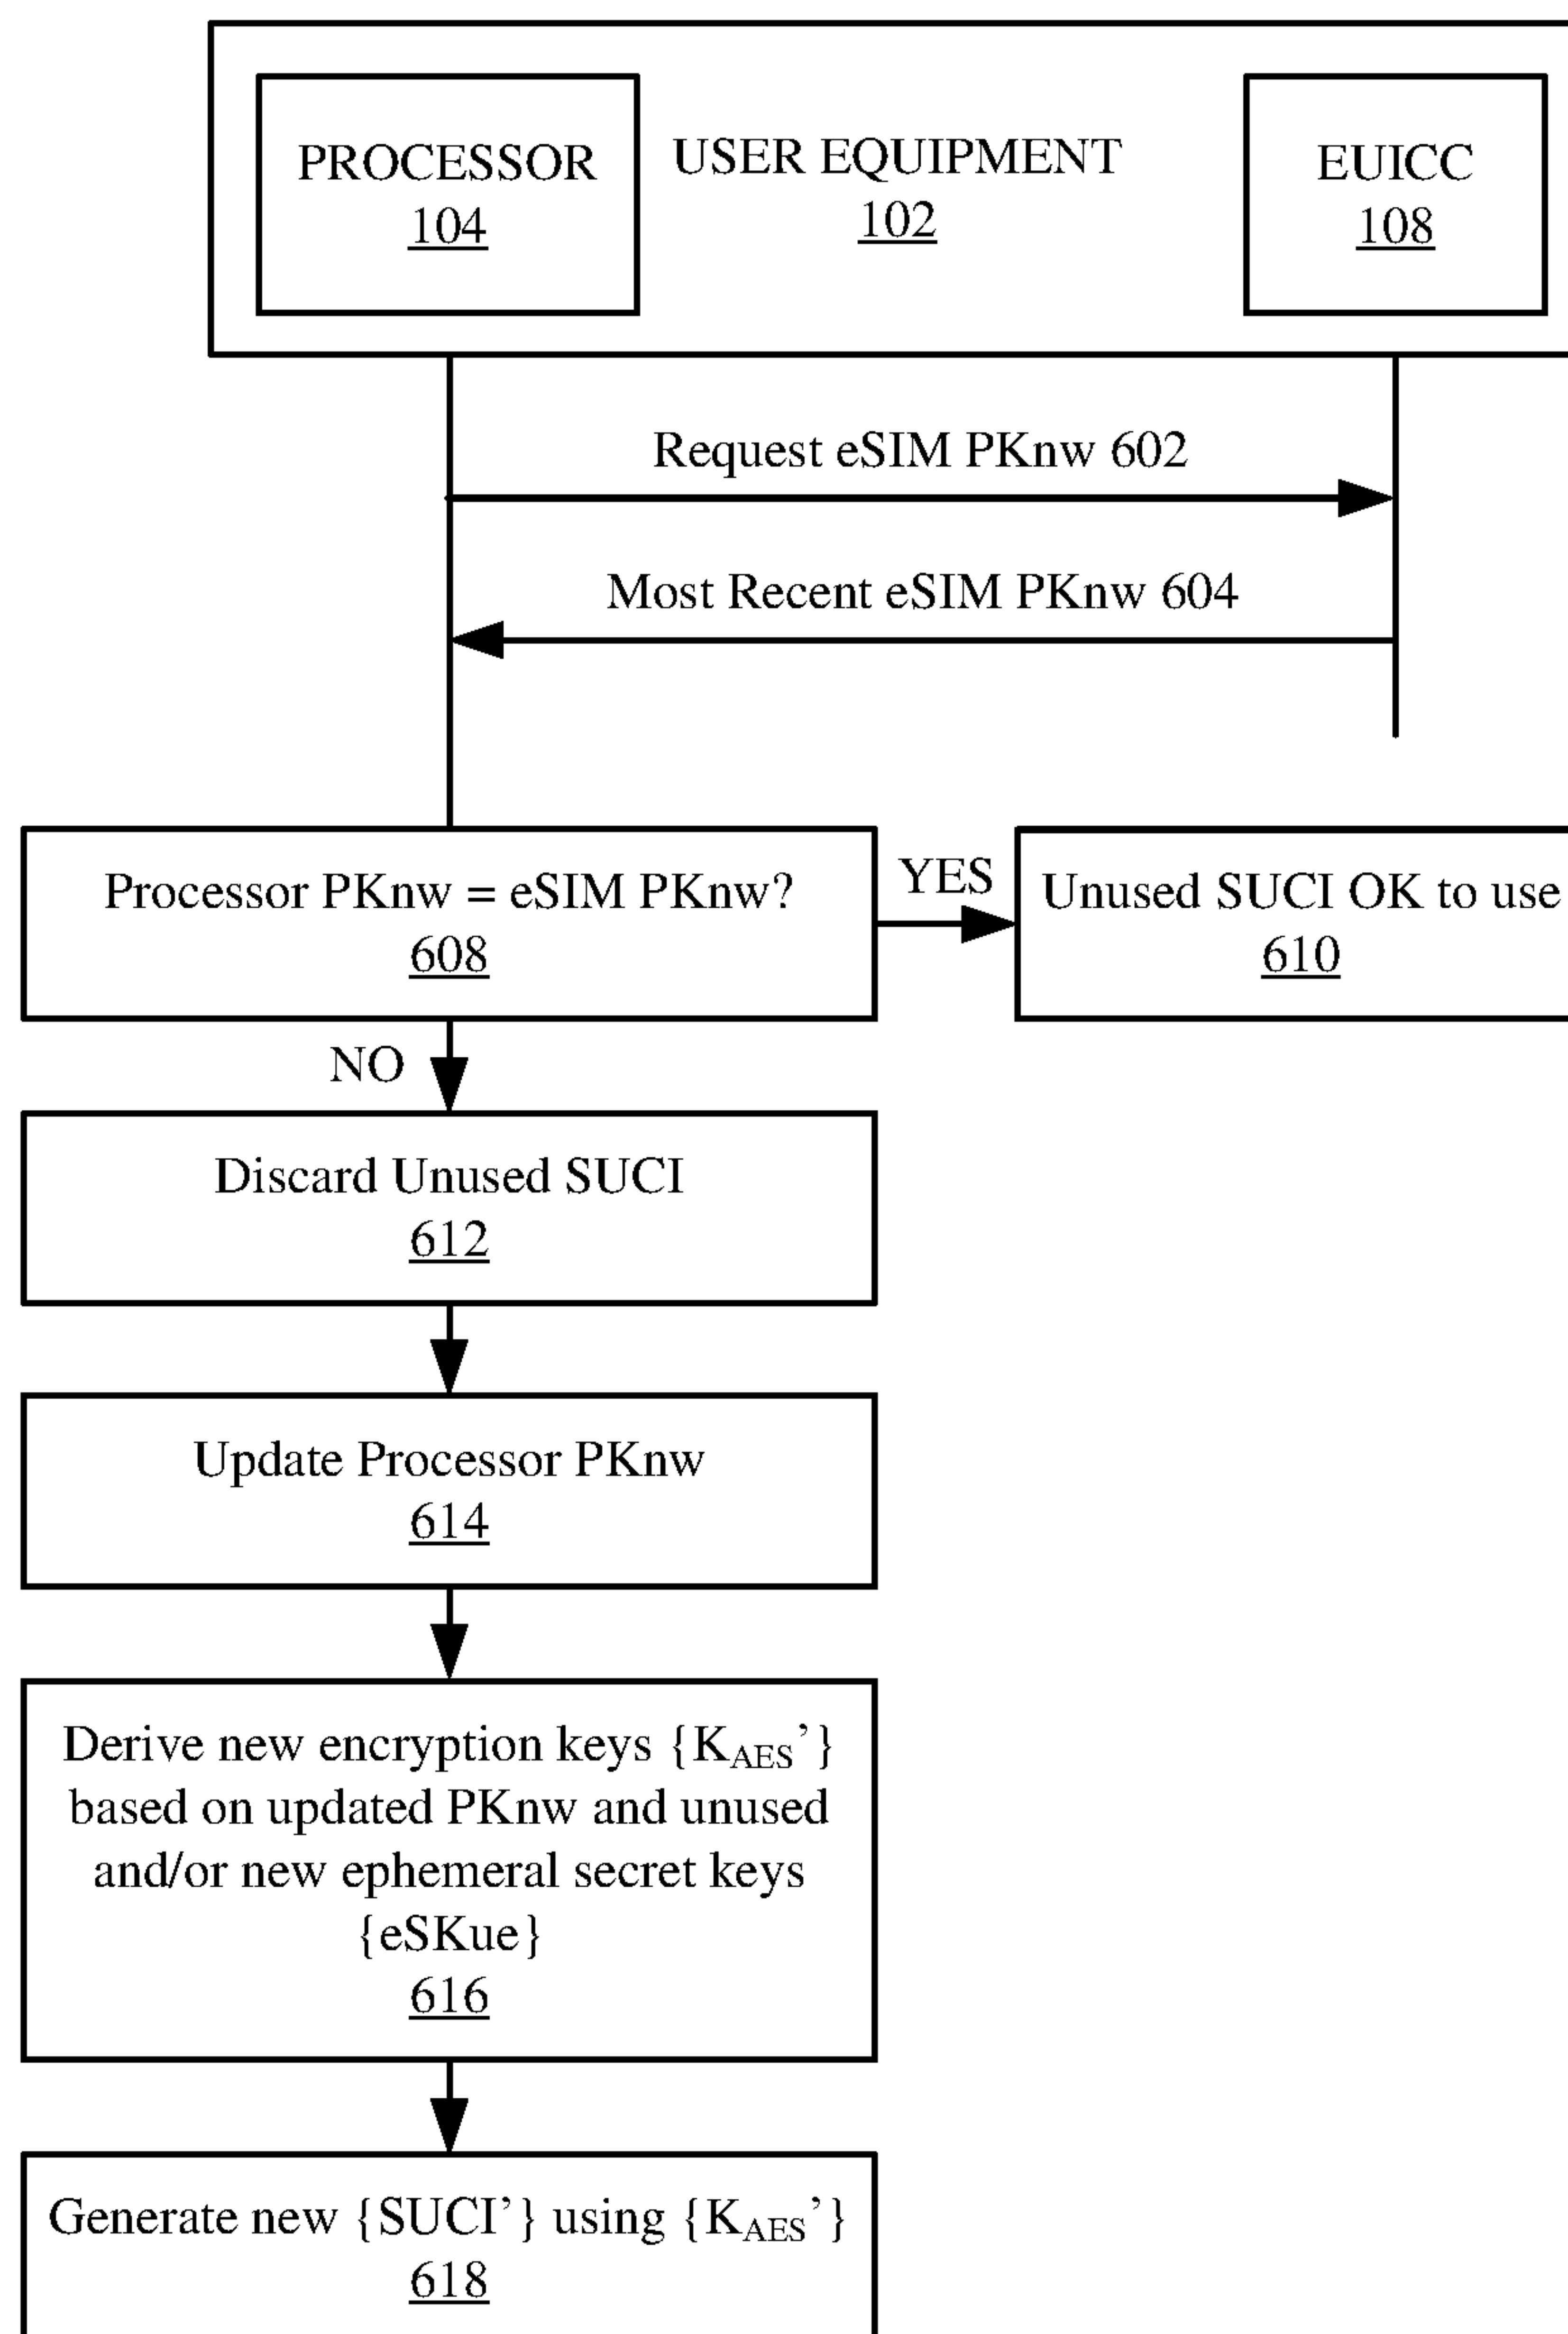 PROCESSOR
104
USER EQUIPMENT
102
EUICC
108
Request eSIM PKnw 602
Most Recent eSIM PKnw 604
Processor PKnw = eSIM PKnw?
608
YES
Unused SUCI OK to use
610
NO
Discard Unused SUCI
612
Update Processor PKnw
614
Derive new encryption keys {K_AES’}
based on updated PKnw and unused
and/or new ephemeral secret keys
{eSKue}
616
Generate new {SUCI’} using {K_AES’}
618